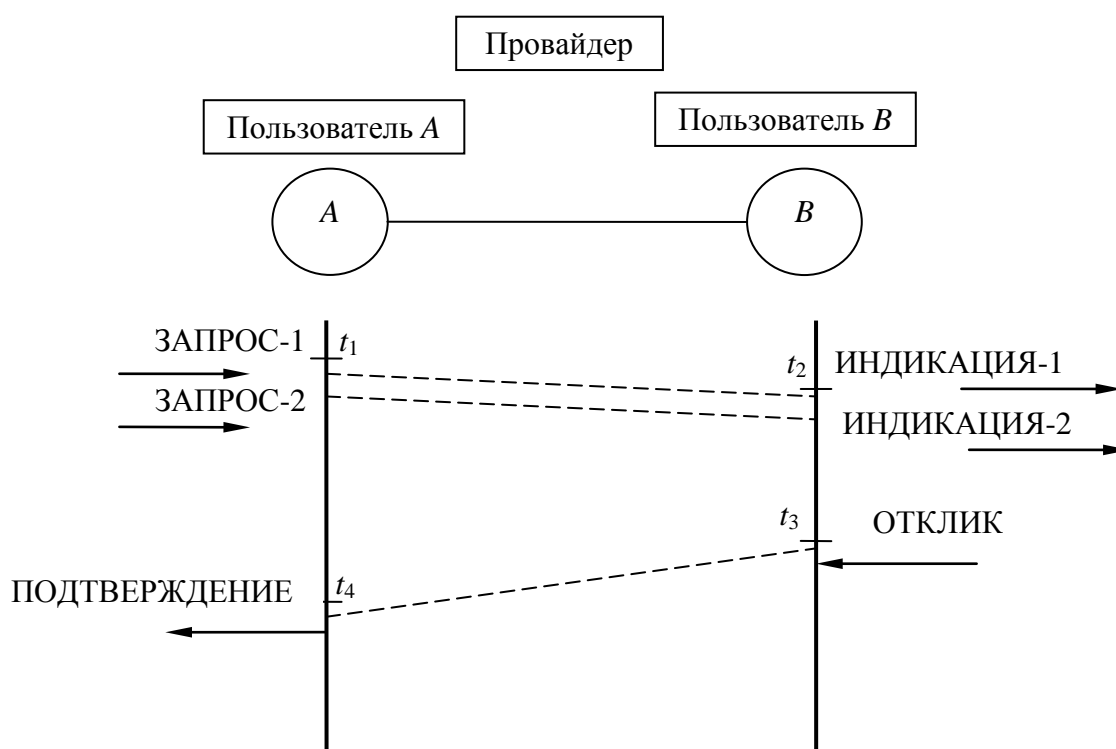 Провайдер
Пользователь A
Пользователь B
A
B
ЗАПРОС-1
t1
t2
ИНДИКАЦИЯ-1
ЗАПРОС-2
ИНДИКАЦИЯ-2
t3
ОТКЛИК
ПОДТВЕРЖДЕНИЕ
t4